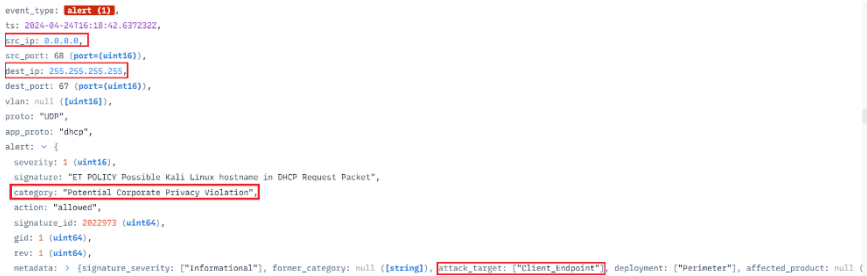 event_type: alert (1),
ts: 2024-04-24T16:18:42.637232Z,
src_ip: 0.0.0.0,
src_port: 68 (port=(uint16)),
dest_ip: 255.255.255.255,
dest_port: 67 (port=(uint16)),
vlan: null ([uint16]),
proto: "UDP",
app_proto: "dhcp",
alert: {
severity: 1 (uint16),
signature: "ET POLICY Possible Kali Linux hostname in DHCP Request Packet",
category: "Potential Corporate Privacy Violation",
action: "allowed",
signature_id: 2022973 (uint64),
gid: 1 (uint64),
rev: 1 (uint64),
metadata: > {signature_severity: ["Informational"], former_category: null ([string]), attack_target: ["Client_Endpoint"], deployment: ["Perimeter"], affected_product: null